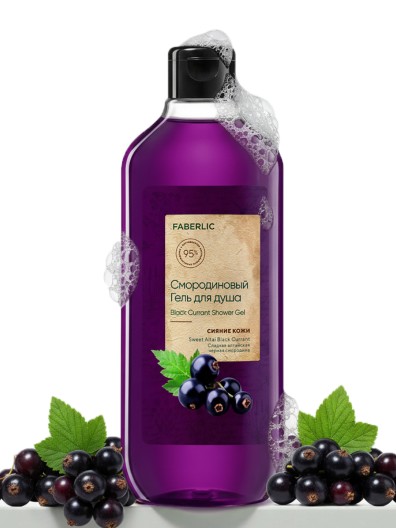 FABERLIC
95%
Смородиновый
Гель для душа
Black Currant Shower Gel
СИЯНИЕ КОЖИ
Sweet Altai Black Currant
Сладкая алтайская
чёрная смородина